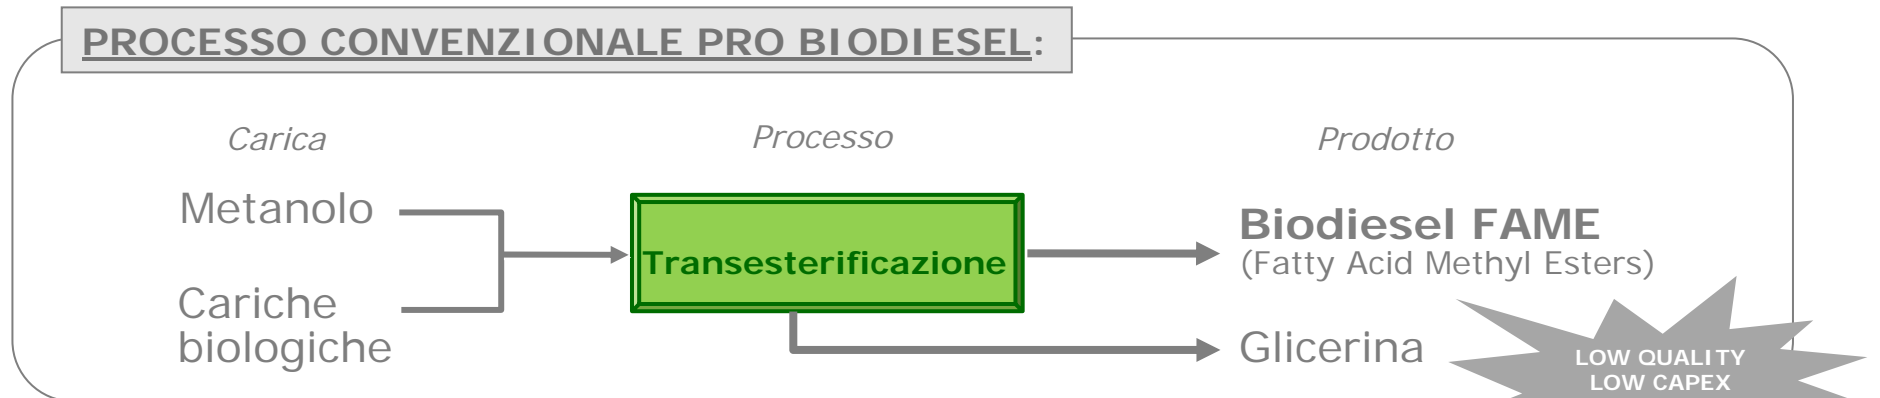 PROCESSO CONVENZIONALE PRO BIODIESEL:
Carica
Processo
Prodotto
Metanolo
Cariche
biologiche
Transesterificazione
Biodiesel FAME
(Fatty Acid Methyl Esters)
Glicerina
LOW QUALITY
LOW CAPEX